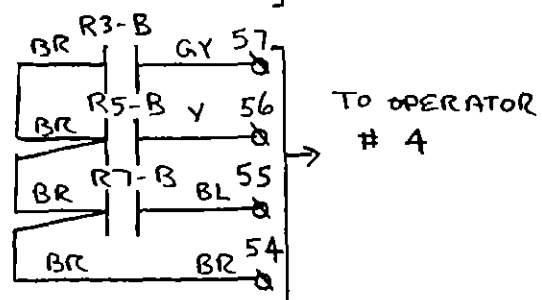 R3-B
BR GY 57
R5-B
BR Y 56
TO OPERATOR
# 4
R7-B
BR BL 55
BR BR 54